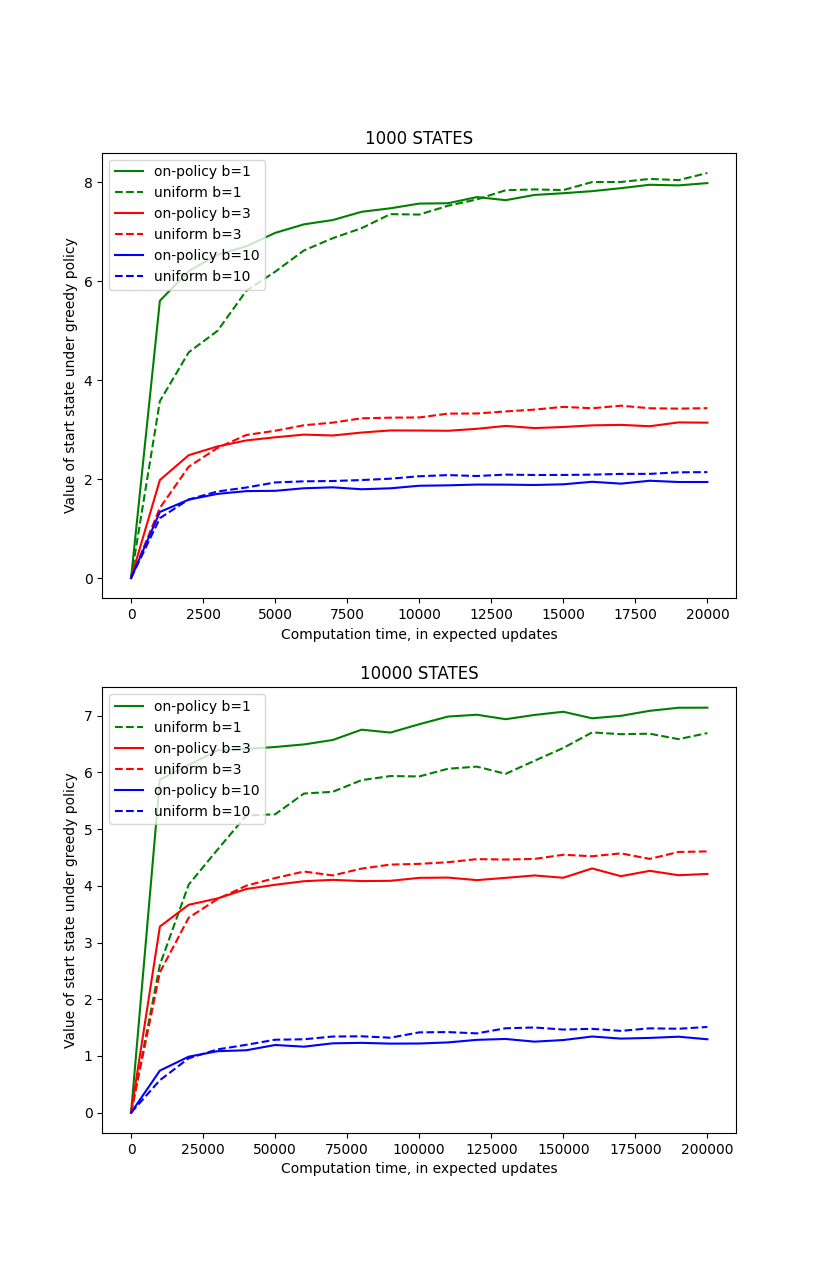 1000 STATES
on-policy b=1
uniform b=1
on-policy b=3
uniform b=3
on-policy b=10
uniform b=10
Value of start state under greedy policy
8
6
4
2
0
0 2500 5000 7500 10000 12500 15000 17500 20000
Computation time, in expected updates
10000 STATES
on-policy b=1
uniform b=1
on-policy b=3
uniform b=3
on-policy b=10
uniform b=10
Value of start state under greedy policy
7
6
5
4
3
2
1
0
0 25000 50000 75000 100000 125000 150000 175000 200000
Computation time, in expected updates